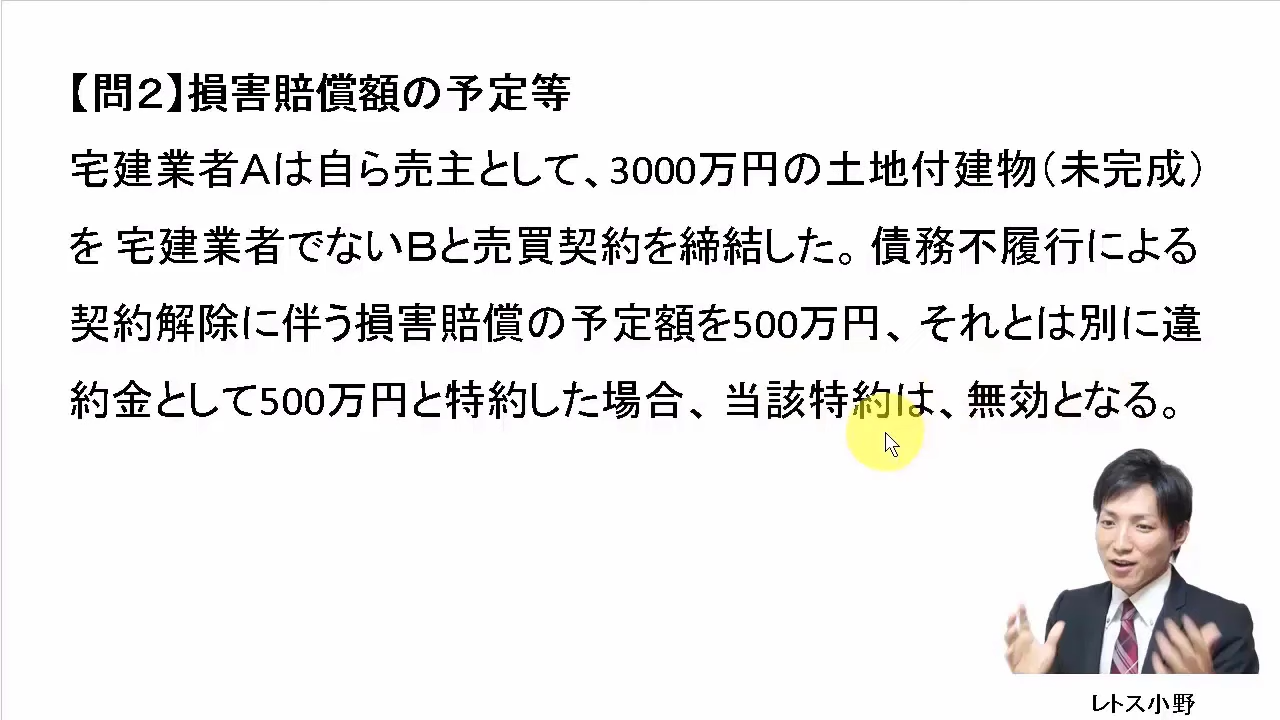 【問２】損害賠償額の予定等
宅建業者Ａは自ら売主として、3000万円の土地付建物（未完成）
を 宅建業者でないＢと売買契約を締結した。債務不履行による
契約解除に伴う損害賠償の予定額を500万円、それとは別に違
約金として500万円と特約した場合、当該特約は、無効となる。
レトス小野